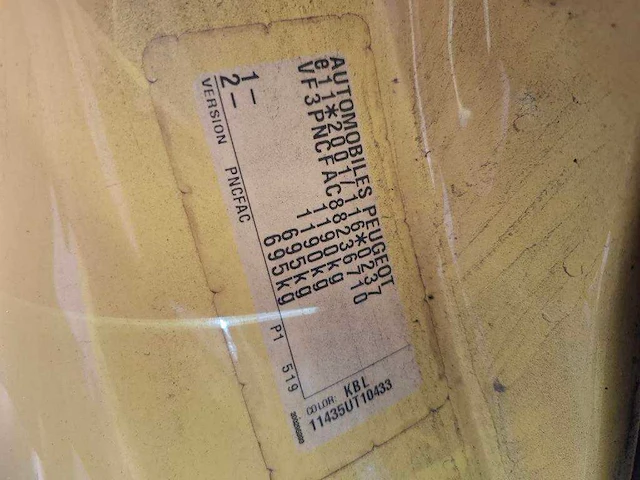 AUTOMOBILES PEUGEOT
e11*2001/116*0237
VF3PNCFAC88236710
1190kg
1190kg
1- 695kg
2- 695kg
VERSION PNCFAC P1 519
COLOR: KBL
11435UT10433